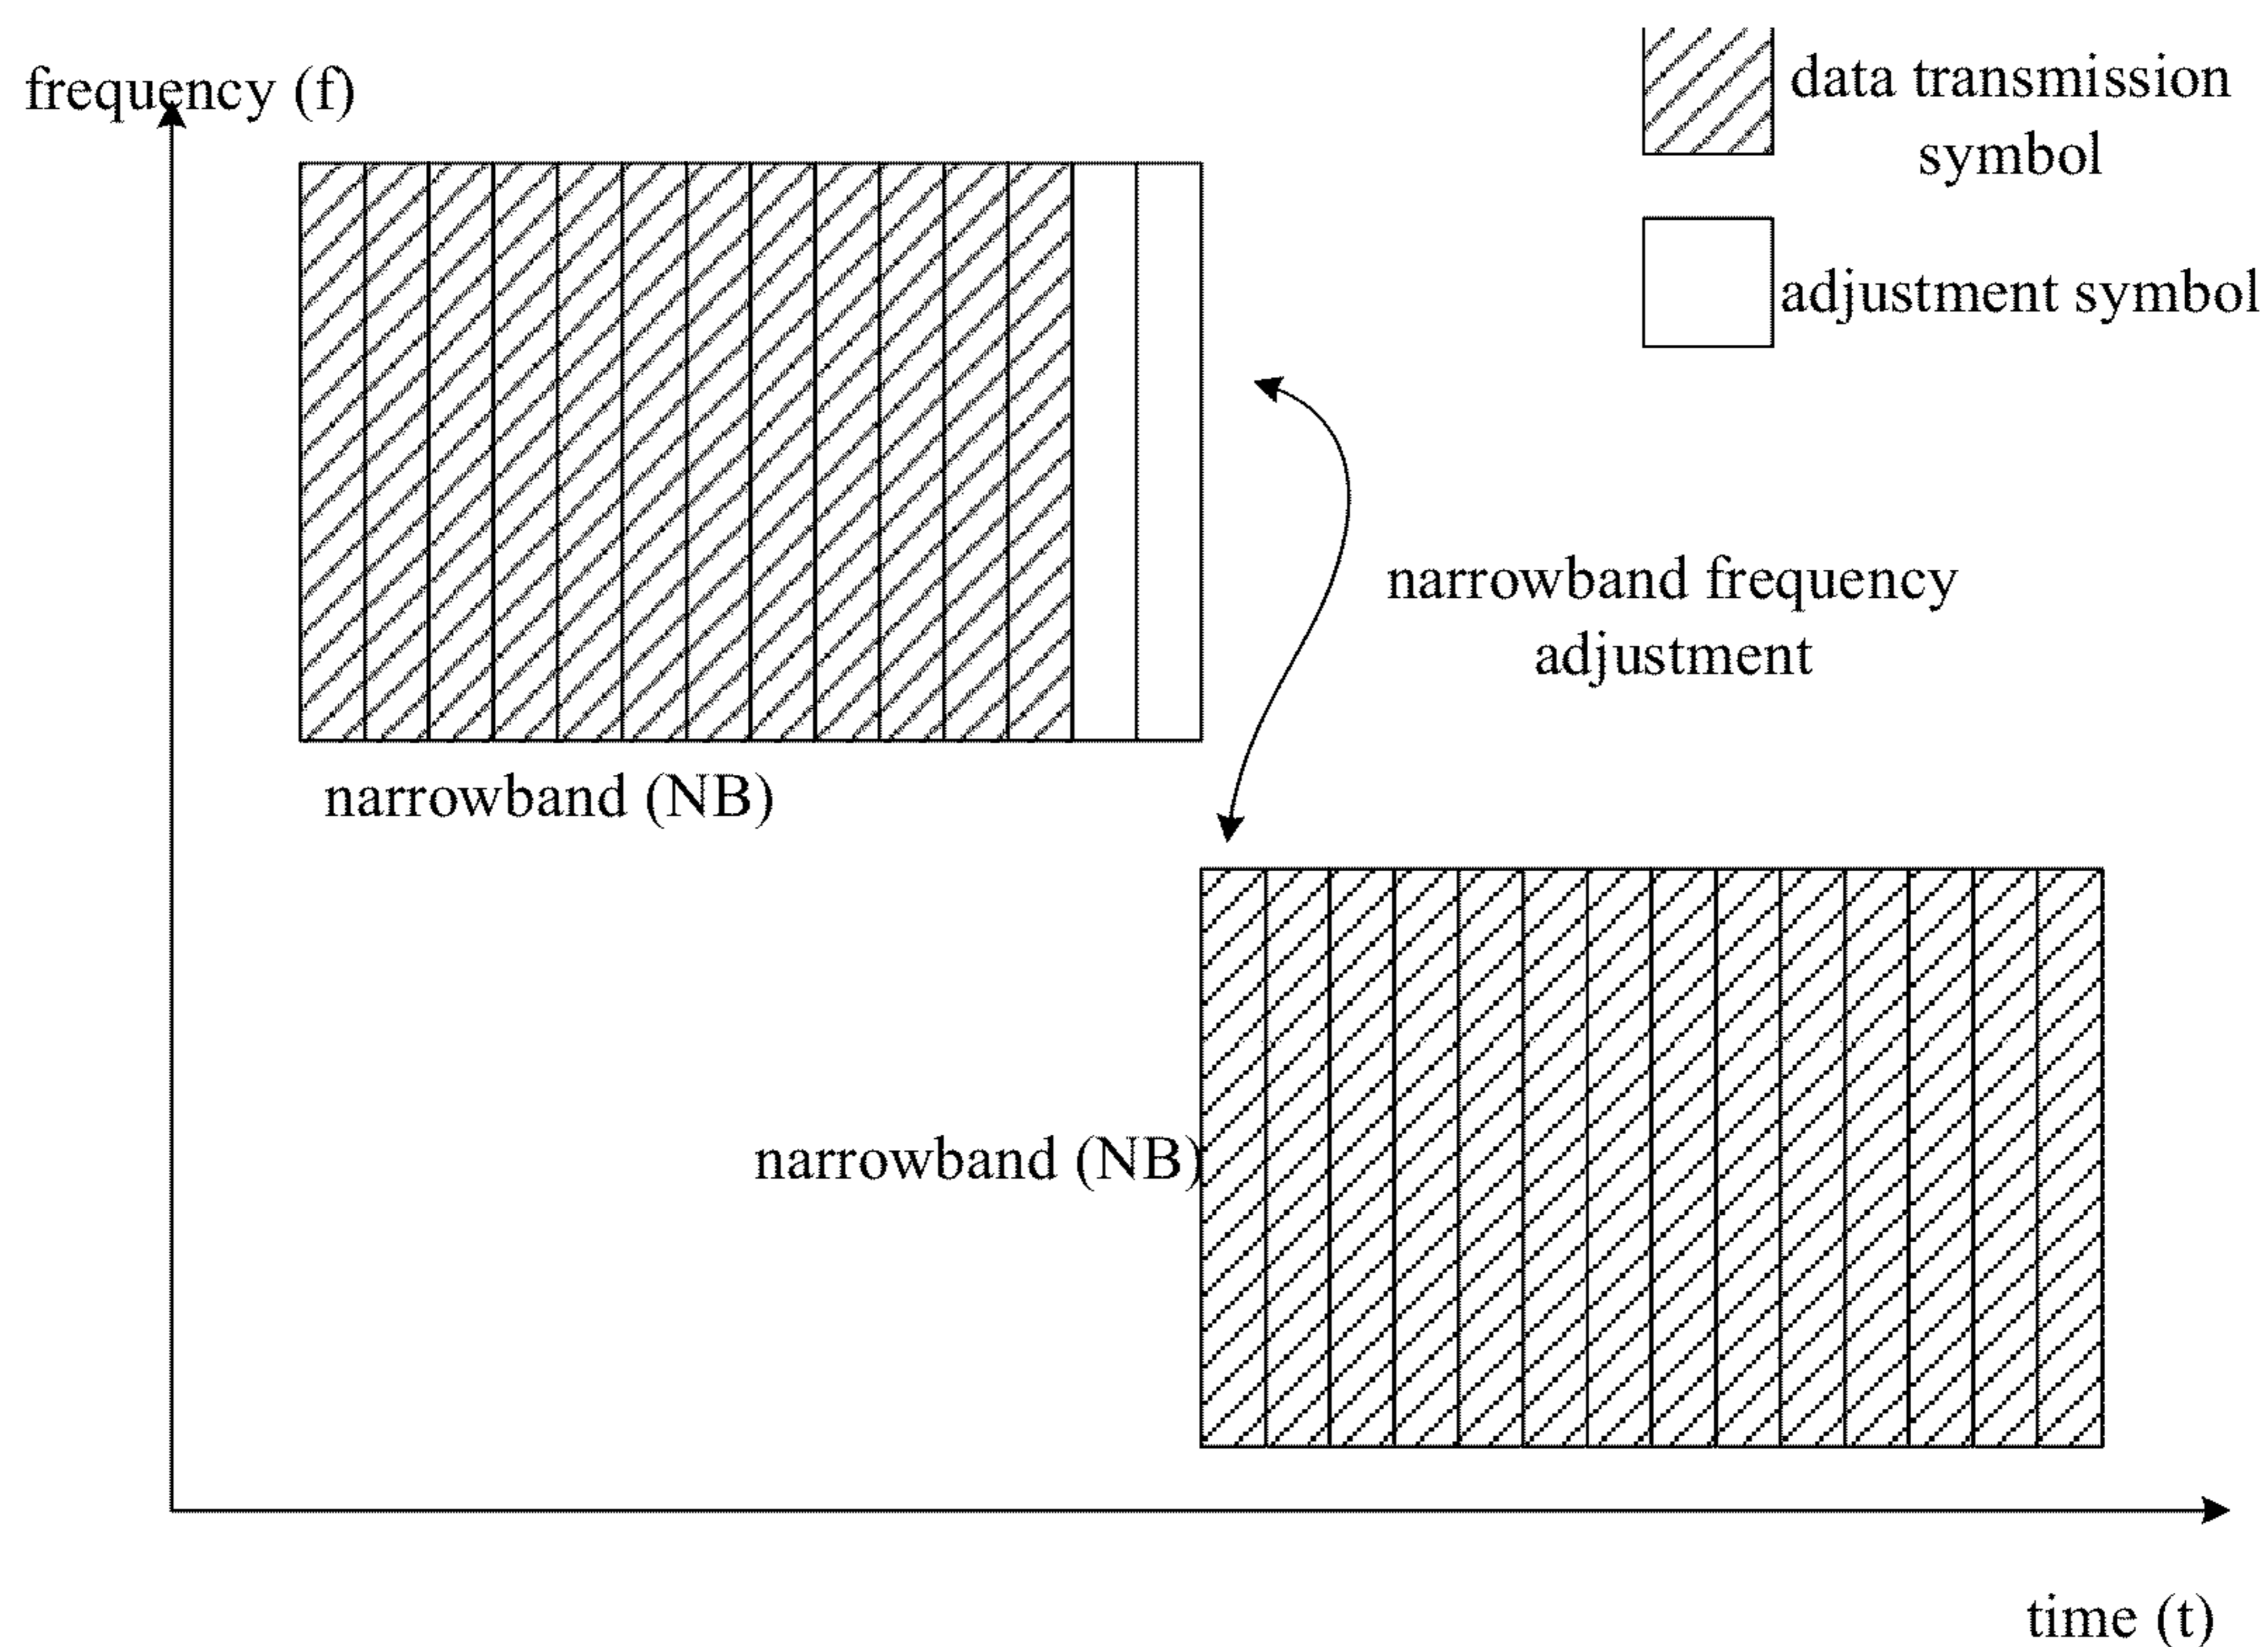 frequency (f)
data transmission
symbol
adjustment symbol
narrowband frequency
adjustment
narrowband (NB)
narrowband (NB)
time (t)